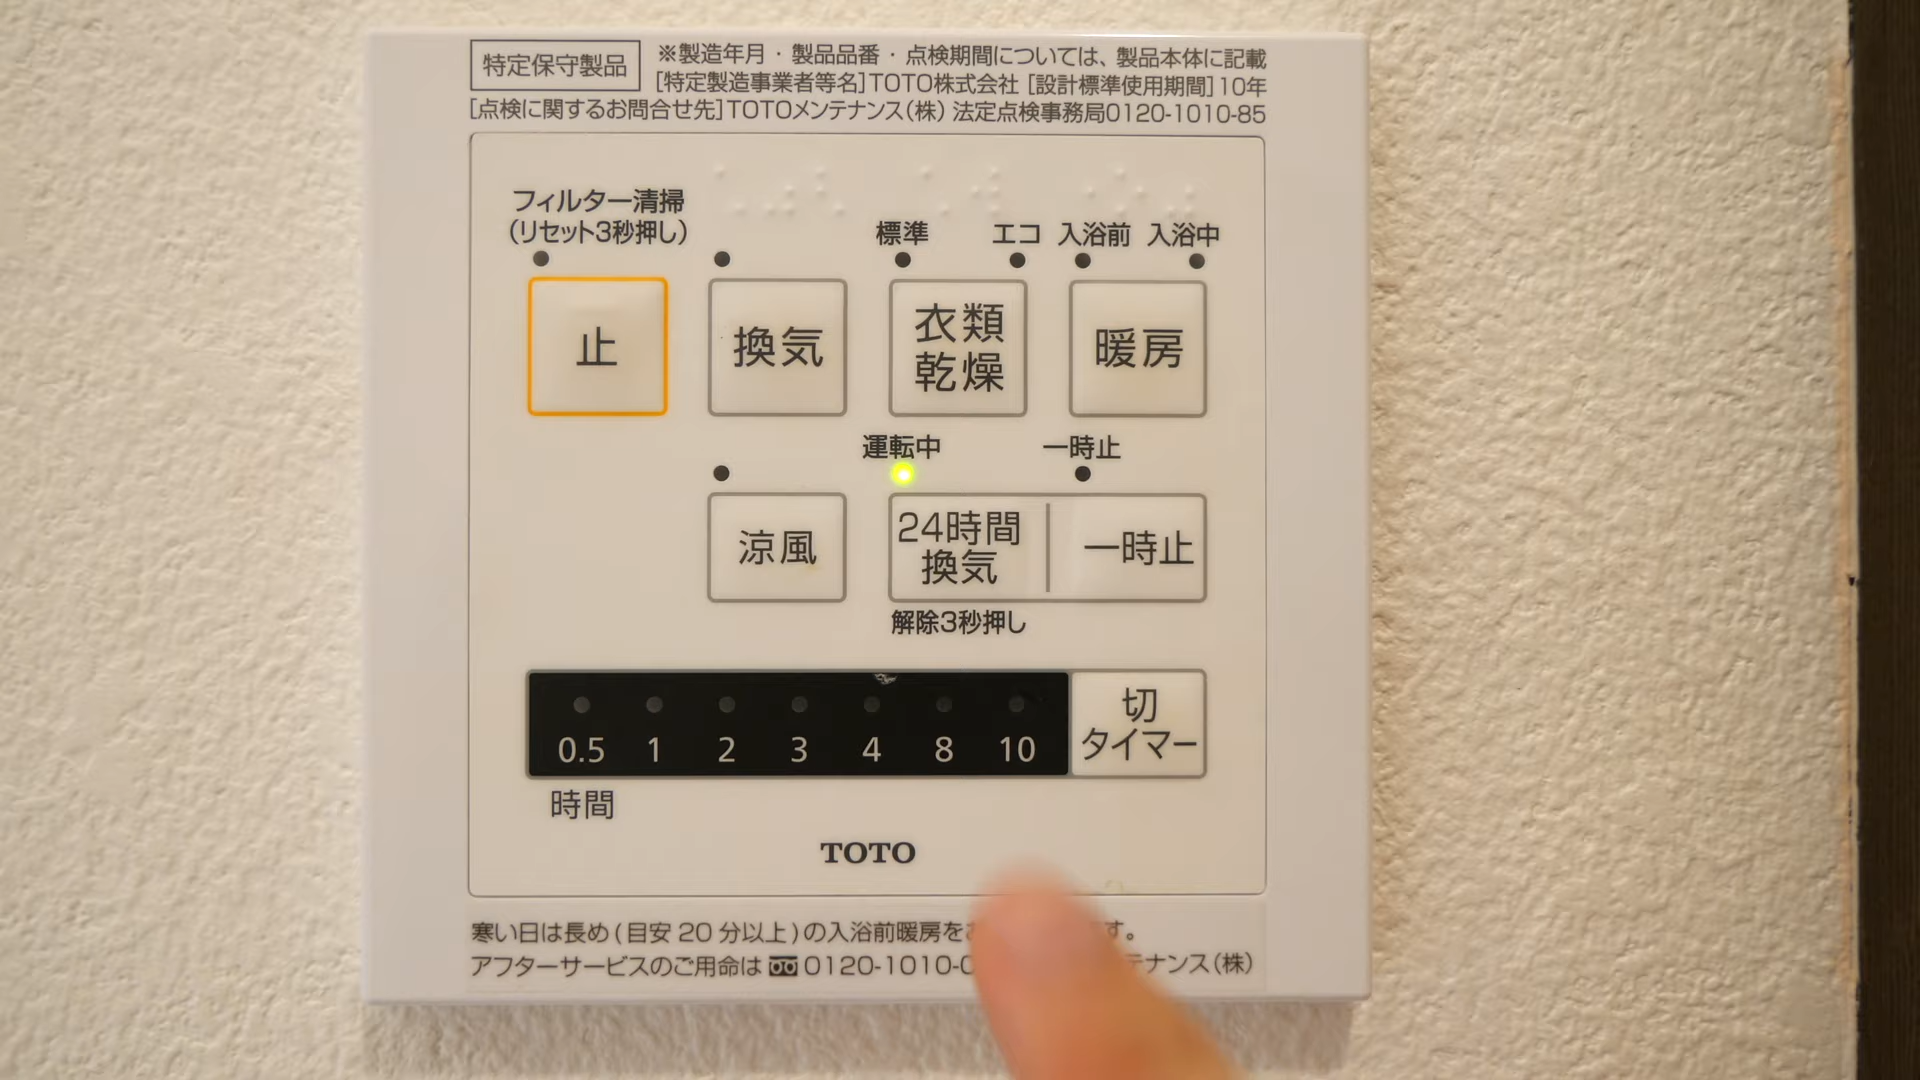 特定保守製品
※製造年月・製品品番・点検期間については、製品本体に記載
[特定製造事業者等名]TOTO株式会社 [設計標準使用期間]10年
[点検に関するお問合せ先]TOTOメンテナンス(株) 法定点検事務局0120-1010-85
フィルター清掃
(リセット3秒押し)
標準 エコ 入浴前 入浴中
止 換気 衣類乾燥 暖房
運転中 一時止
涼風 24時間換気 一時止
解除3秒押し
0.5 1 2 3 4 8 10 切タイマー
時間
TOTO
寒い日は長め(目安 20 分以上)の入浴前暖房を
アフターサービスのご用命は 0120-1010-